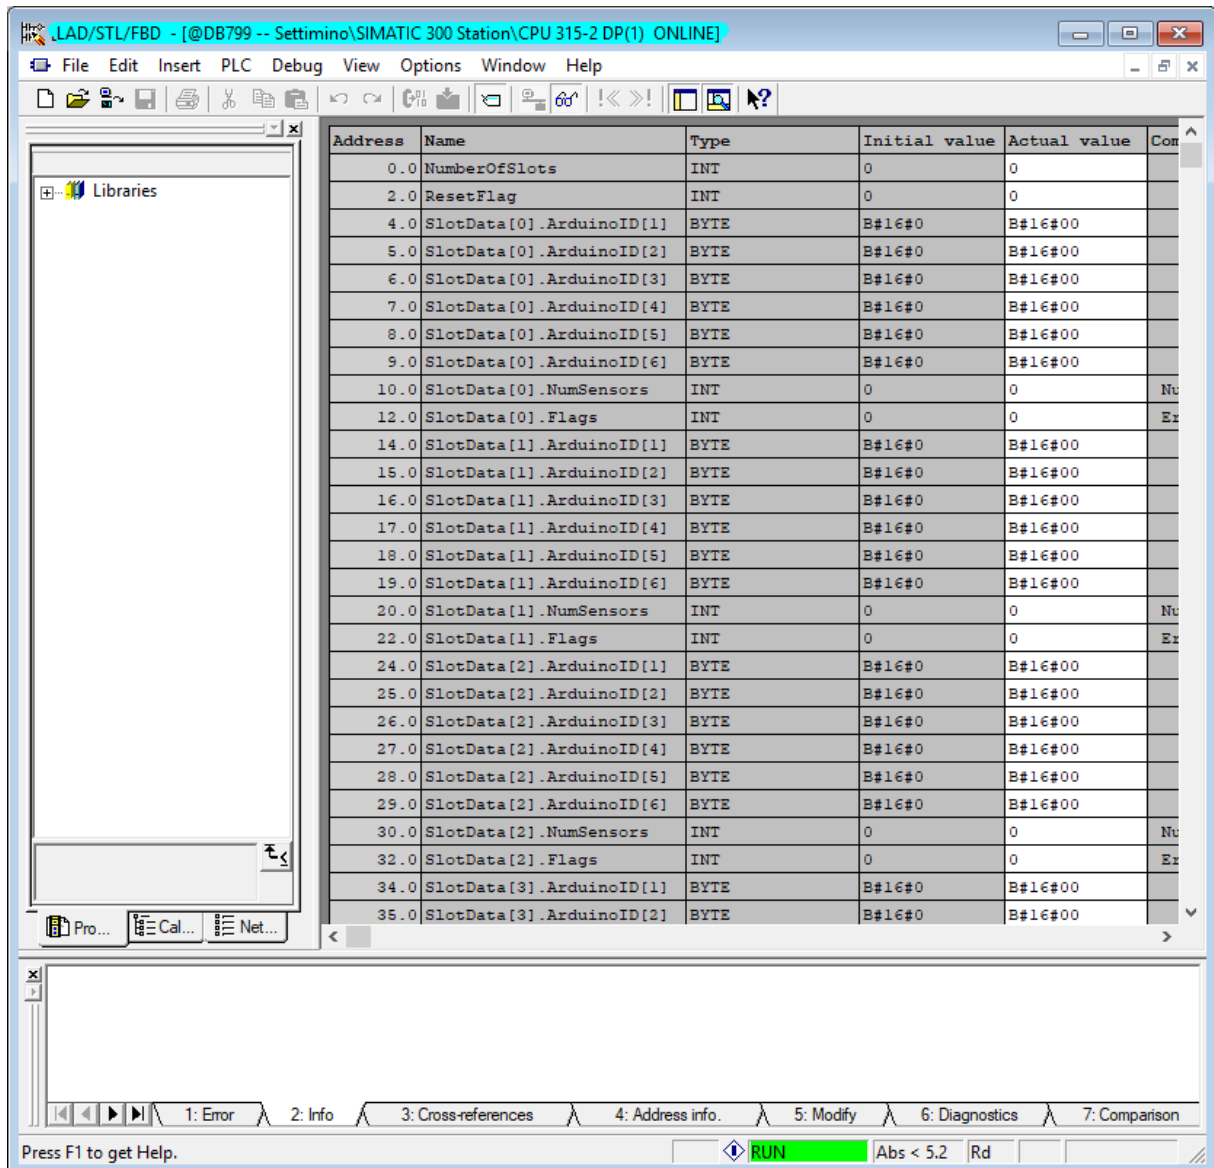 LAD/STL/FBD - [@DB799 -- Settimino\SIMATIC 300 Station\CPU 315-2 DP(1) ONLINE]
File Edit Insert PLC Debug View Options Window Help
Libraries
Address Name Type Initial value Actual value Com
0.0 NumberOfSlots INT 0 0
2.0 ResetFlag INT 0 0
4.0 SlotData[0].ArduinoID[1] BYTE B#16#0 B#16#00
5.0 SlotData[0].ArduinoID[2] BYTE B#16#0 B#16#00
6.0 SlotData[0].ArduinoID[3] BYTE B#16#0 B#16#00
7.0 SlotData[0].ArduinoID[4] BYTE B#16#0 B#16#00
8.0 SlotData[0].ArduinoID[5] BYTE B#16#0 B#16#00
9.0 SlotData[0].ArduinoID[6] BYTE B#16#0 B#16#00
10.0 SlotData[0].NumSensors INT 0 0 Nu
12.0 SlotData[0].Flags INT 0 0 Er
14.0 SlotData[1].ArduinoID[1] BYTE B#16#0 B#16#00
15.0 SlotData[1].ArduinoID[2] BYTE B#16#0 B#16#00
16.0 SlotData[1].ArduinoID[3] BYTE B#16#0 B#16#00
17.0 SlotData[1].ArduinoID[4] BYTE B#16#0 B#16#00
18.0 SlotData[1].ArduinoID[5] BYTE B#16#0 B#16#00
19.0 SlotData[1].ArduinoID[6] BYTE B#16#0 B#16#00
20.0 SlotData[1].NumSensors INT 0 0 Nu
22.0 SlotData[1].Flags INT 0 0 Er
24.0 SlotData[2].ArduinoID[1] BYTE B#16#0 B#16#00
25.0 SlotData[2].ArduinoID[2] BYTE B#16#0 B#16#00
26.0 SlotData[2].ArduinoID[3] BYTE B#16#0 B#16#00
27.0 SlotData[2].ArduinoID[4] BYTE B#16#0 B#16#00
28.0 SlotData[2].ArduinoID[5] BYTE B#16#0 B#16#00
29.0 SlotData[2].ArduinoID[6] BYTE B#16#0 B#16#00
30.0 SlotData[2].NumSensors INT 0 0 Nu
32.0 SlotData[2].Flags INT 0 0 Er
34.0 SlotData[3].ArduinoID[1] BYTE B#16#0 B#16#00
35.0 SlotData[3].ArduinoID[2] BYTE B#16#0 B#16#00
Pro... Cal... Net...
1: Error 2: Info 3: Cross-references 4: Address info. 5: Modify 6: Diagnostics 7: Comparison
Press F1 to get Help. RUN Abs < 5.2 Rd